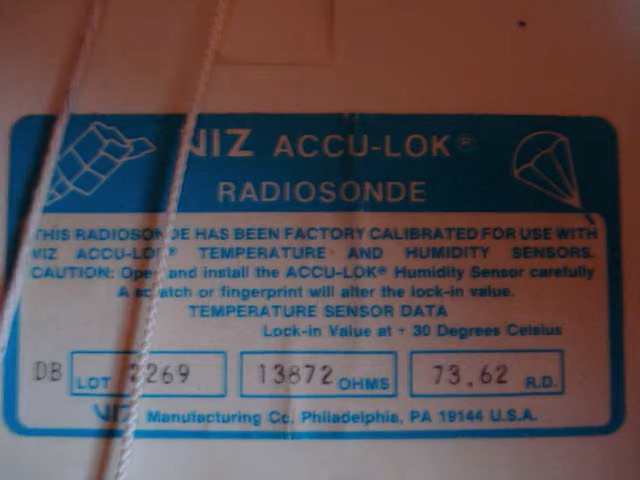 VIZ ACCU-LOK®
RADIOSONDE
THIS RADIOSONDE HAS BEEN FACTORY CALIBRATED FOR USE WITH
VIZ ACCU-LOK® TEMPERATURE AND HUMIDITY SENSORS.
CAUTION: Open and install the ACCU-LOK® Humidity Sensor carefully
A scratch or fingerprint will alter the lock-in value.
TEMPERATURE SENSOR DATA
Lock-in Value at + 30 Degrees Celsius
DB LOT 2269 13872 OHMS 73.62 R.D.
VIZ Manufacturing Co. Philadelphia, PA 19144 U.S.A.